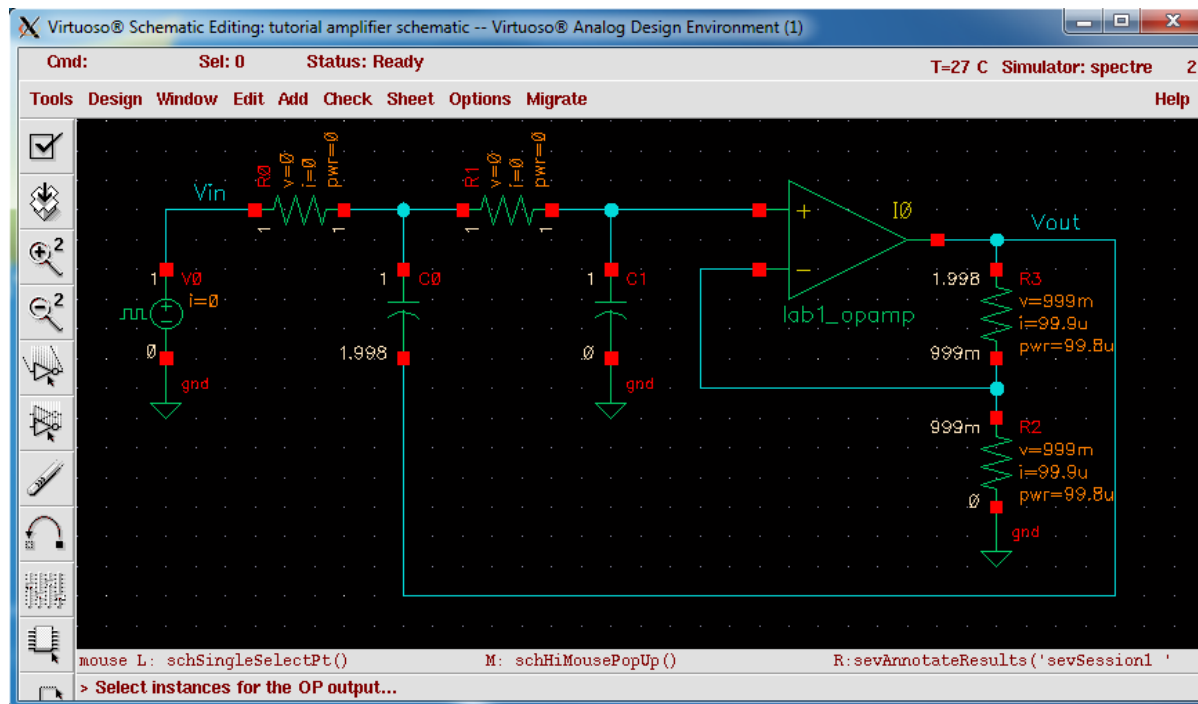 Virtuoso® Schematic Editing: tutorial amplifier schematic -- Virtuoso® Analog Design Environment (1)
Cmd: Sel: 0 Status: Ready T=27 C Simulator: spectre 2
Tools Design Window Edit Add Check Sheet Options Migrate Help
2
2
Vin
R0
v=0
i=0
pwr=0
1
1
R1
v=0
i=0
pwr=0
1
1
+
−
I0
lab1_opamp
Vout
1 V0
i=0
0
gnd
1 C0
1.998
1 C1
0
gnd
1.998 R3
v=999m
i=99.9u
pwr=99.8u
999m
999m R2
v=999m
i=99.9u
pwr=99.8u
0
gnd
mouse L: schSingleSelectPt() M: schHiMousePopUp() R:sevAnnotateResults('sevSession1 '
> Select instances for the OP output...